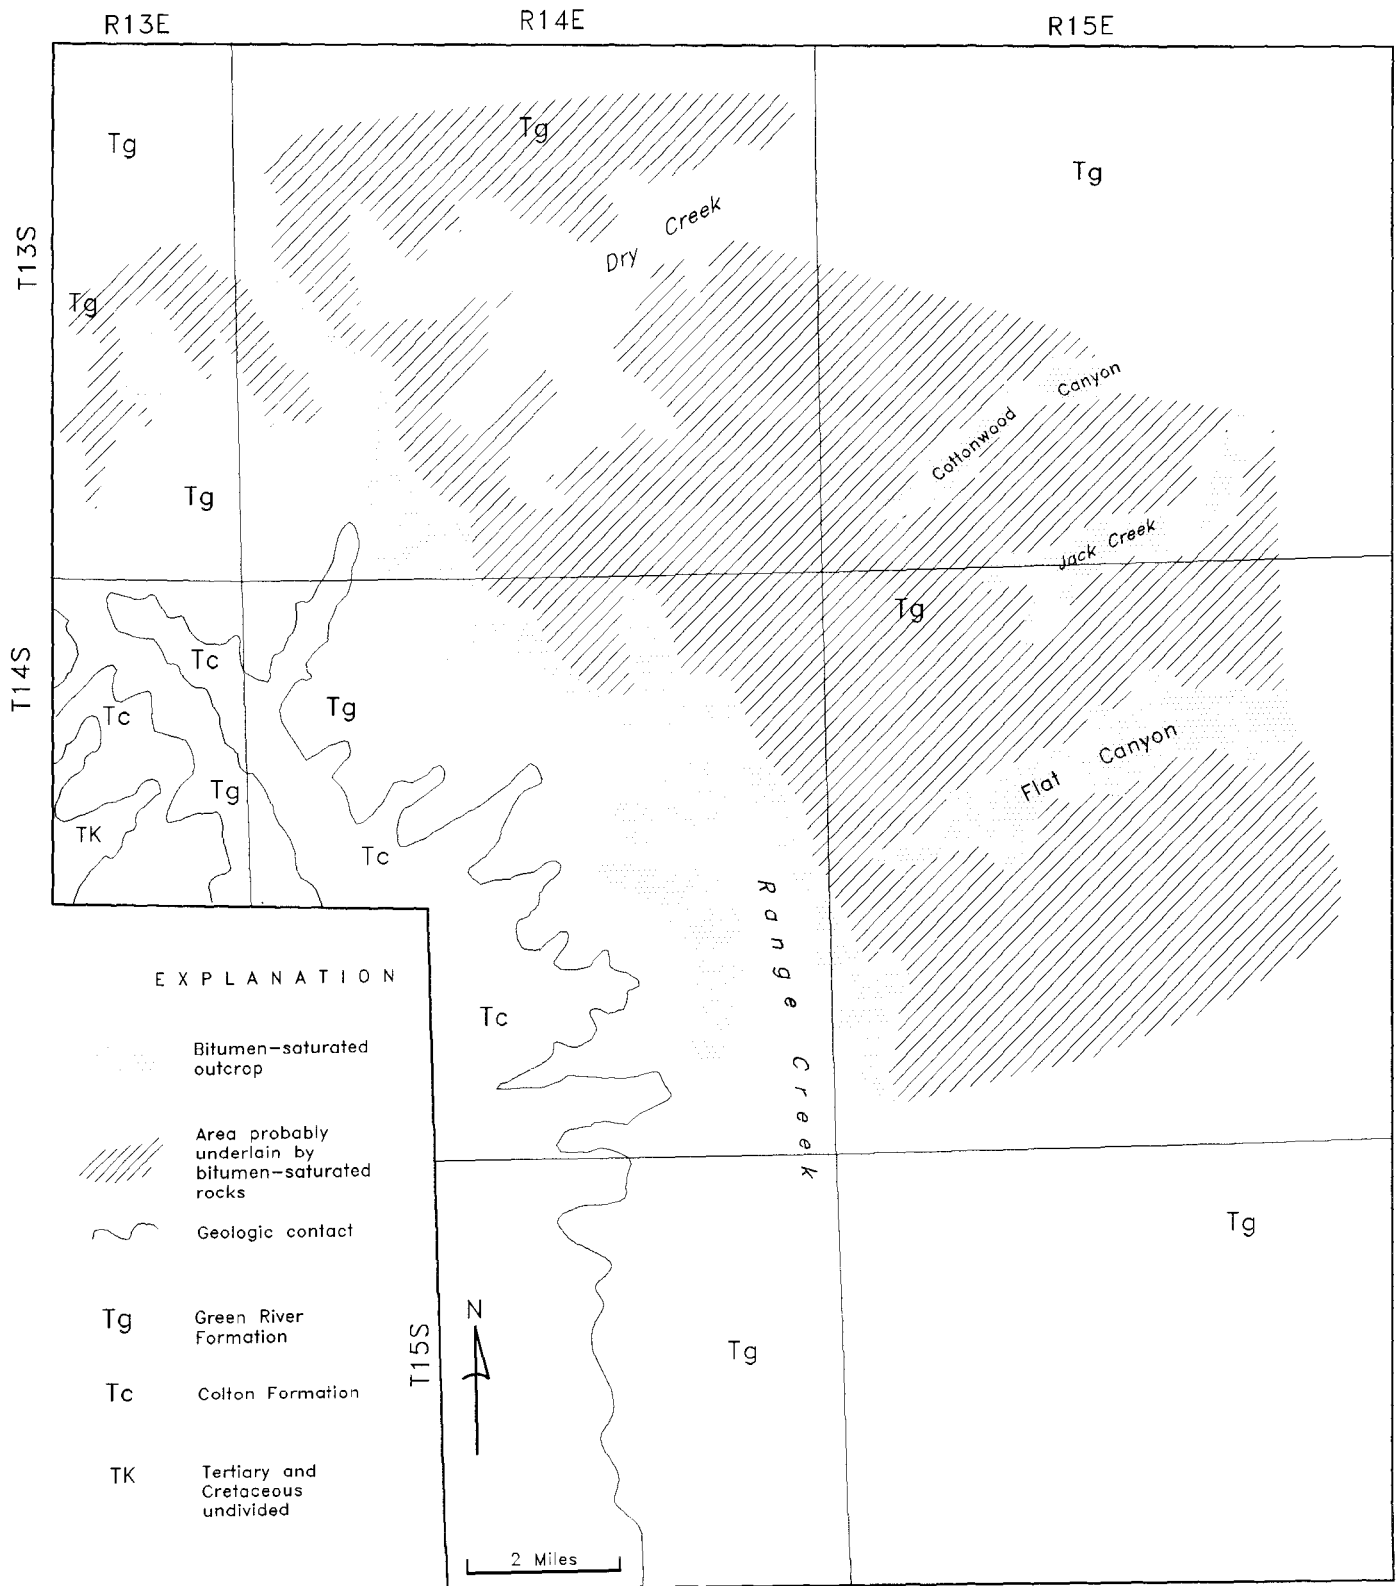 R13E
R14E
R15E
Tg
Tg
Tg
T13S
Dry Creek
Tg
Cottonwood Canyon
Tg
Jack Creek
Tg
T14S
Tc
Tg
Tc
Flat Canyon
Tg
TK
Tc
Range Creek
Tc
EXPLANATION
Bitumen-saturated
outcrop
Area probably
underlain by
bitumen-saturated
rocks
Geologic contact
Tg
Green River
Formation
Tc
Colton Formation
TK
Tertiary and
Cretaceous
undivided
T15S
N
Tg
Tg
2 Miles